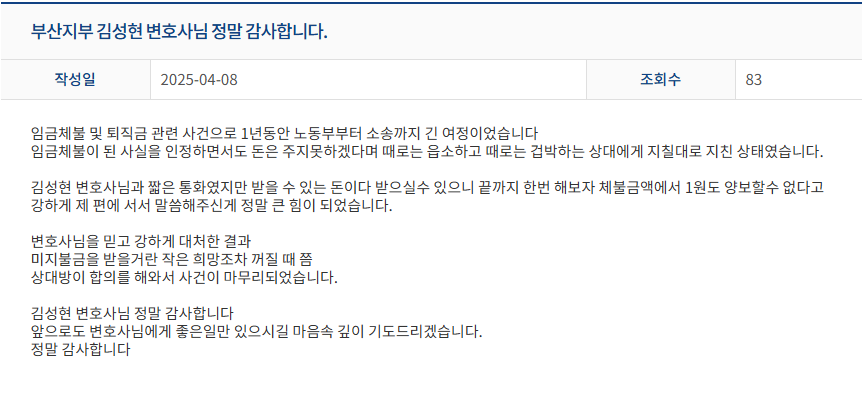 부산지부 김성현 변호사님 정말 감사합니다.
작성일 2025-04-08 조회수 83
임금체불 및 퇴직금 관련 사건으로 1년동안 노동부부터 소송까지 긴 여정이었습니다
임금체불이 된 사실을 인정하면서도 돈은 주지못하겠다며 때로는 읍소하고 때로는 겁박하는 상대에게 지칠대로 지친 상태였습니다.
김성현 변호사님과 짧은 통화였지만 받을 수 있는 돈이다 받으실수 있으니 끝까지 한번 해보자 체불금액에서 1원도 양보할수 없다고
강하게 제 편에 서서 말씀해주신게 정말 큰 힘이 되었습니다.
변호사님을 믿고 강하게 대처한 결과
미지불금을 받을거란 작은 희망조차 꺼질 때 쯤
상대방이 합의를 해와서 사건이 마무리되었습니다.
김성현 변호사님 정말 감사합니다
앞으로도 변호사님에게 좋은일만 있으시길 마음속 깊이 기도드리겠습니다.
정말 감사합니다